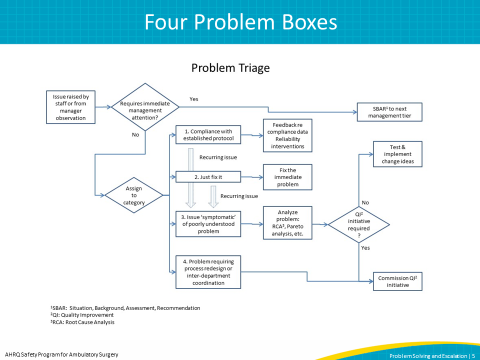 Four Problem Boxes
Problem Triage
Issue raised by
staff or from
manager
observation
Requires immediate
management
attention?
Yes
SBAR¹ to next
management tier
No
Assign
to
category
1. Compliance with
established protocol
Feedback re
compliance data
Reliability
interventions
Recurring issue
2. Just fix it
Fix the
immediate
problem
Recurring issue
3. Issue ‘symptomatic’
of poorly understood
problem
Analyze
problem:
RCA³, Pareto
analysis, etc.
QI²
initiative
required
?
No
Test &
implement
change ideas
Yes
4. Problem requiring
process redesign or
inter-department
coordination
Commission QI²
initiative
¹SBAR: Situation, Background, Assessment, Recommendation
²QI: Quality Improvement
³RCA: Root Cause Analysis
AHRQ Safety Program for Ambulatory Surgery
Problem Solving and Escalation | 5